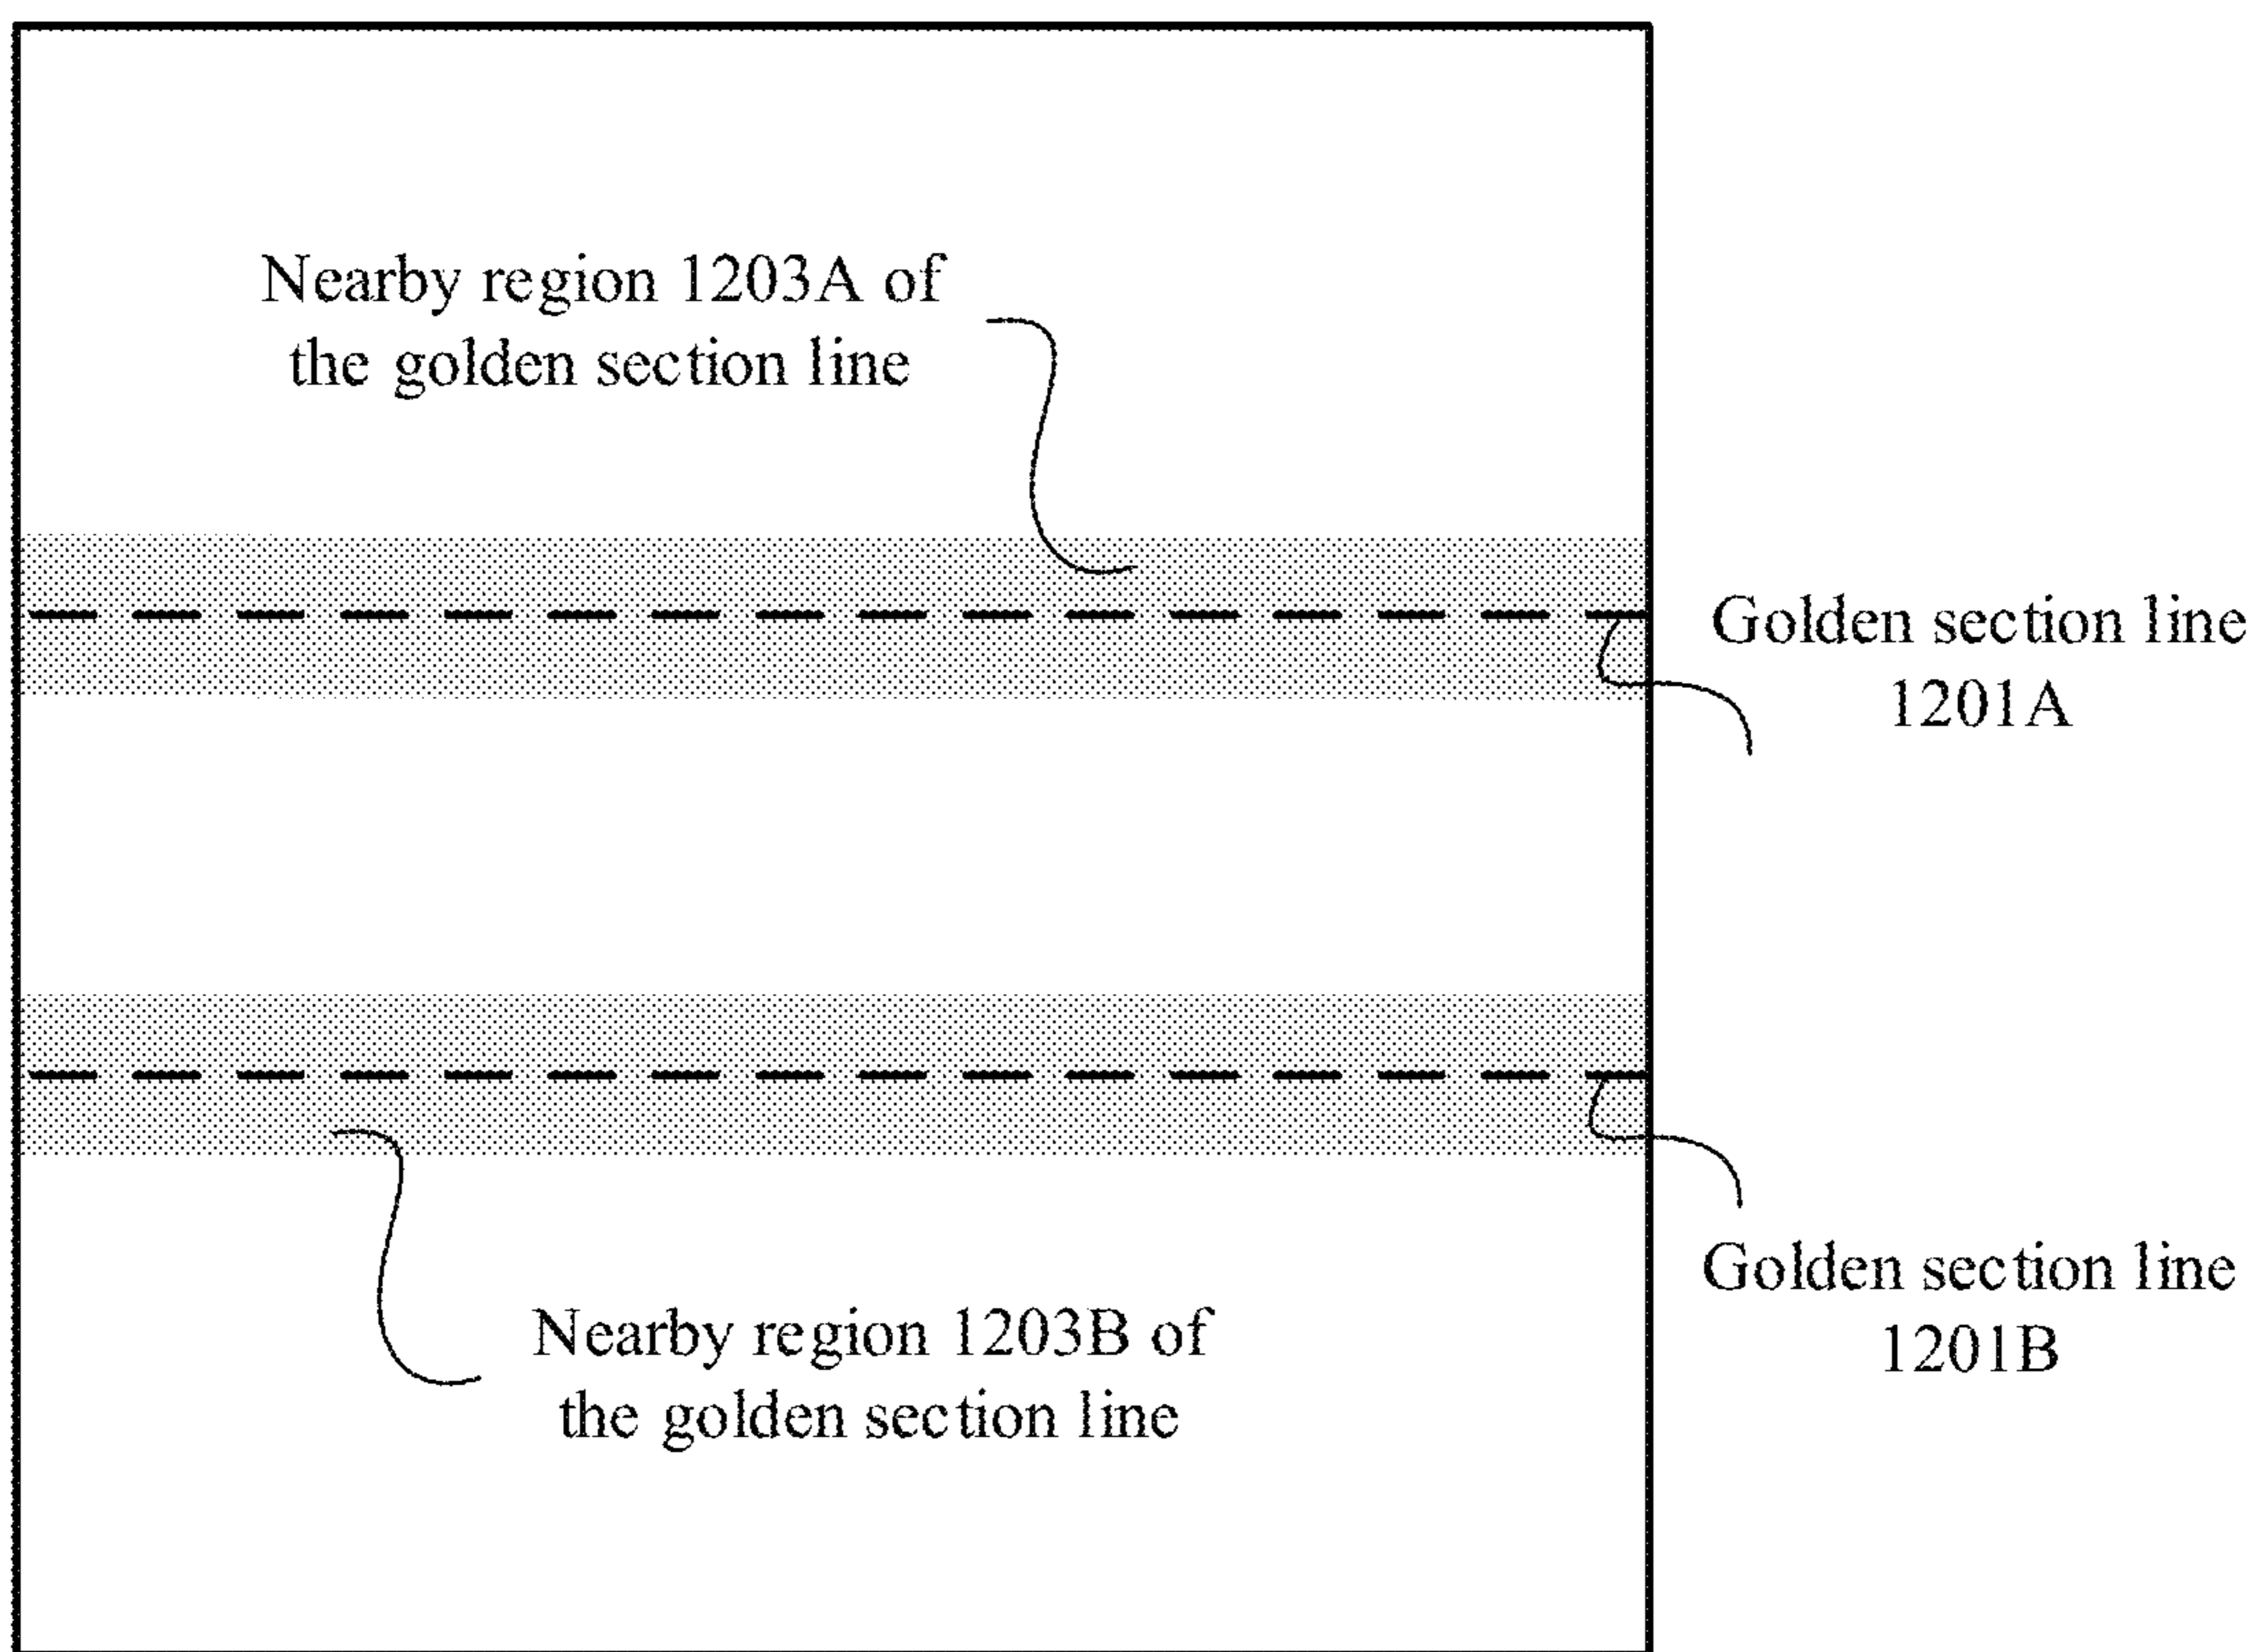 Nearby region 1203A of
the golden section line
Golden section line
1201A
Golden section line
1201B
Nearby region 1203B of
the golden section line